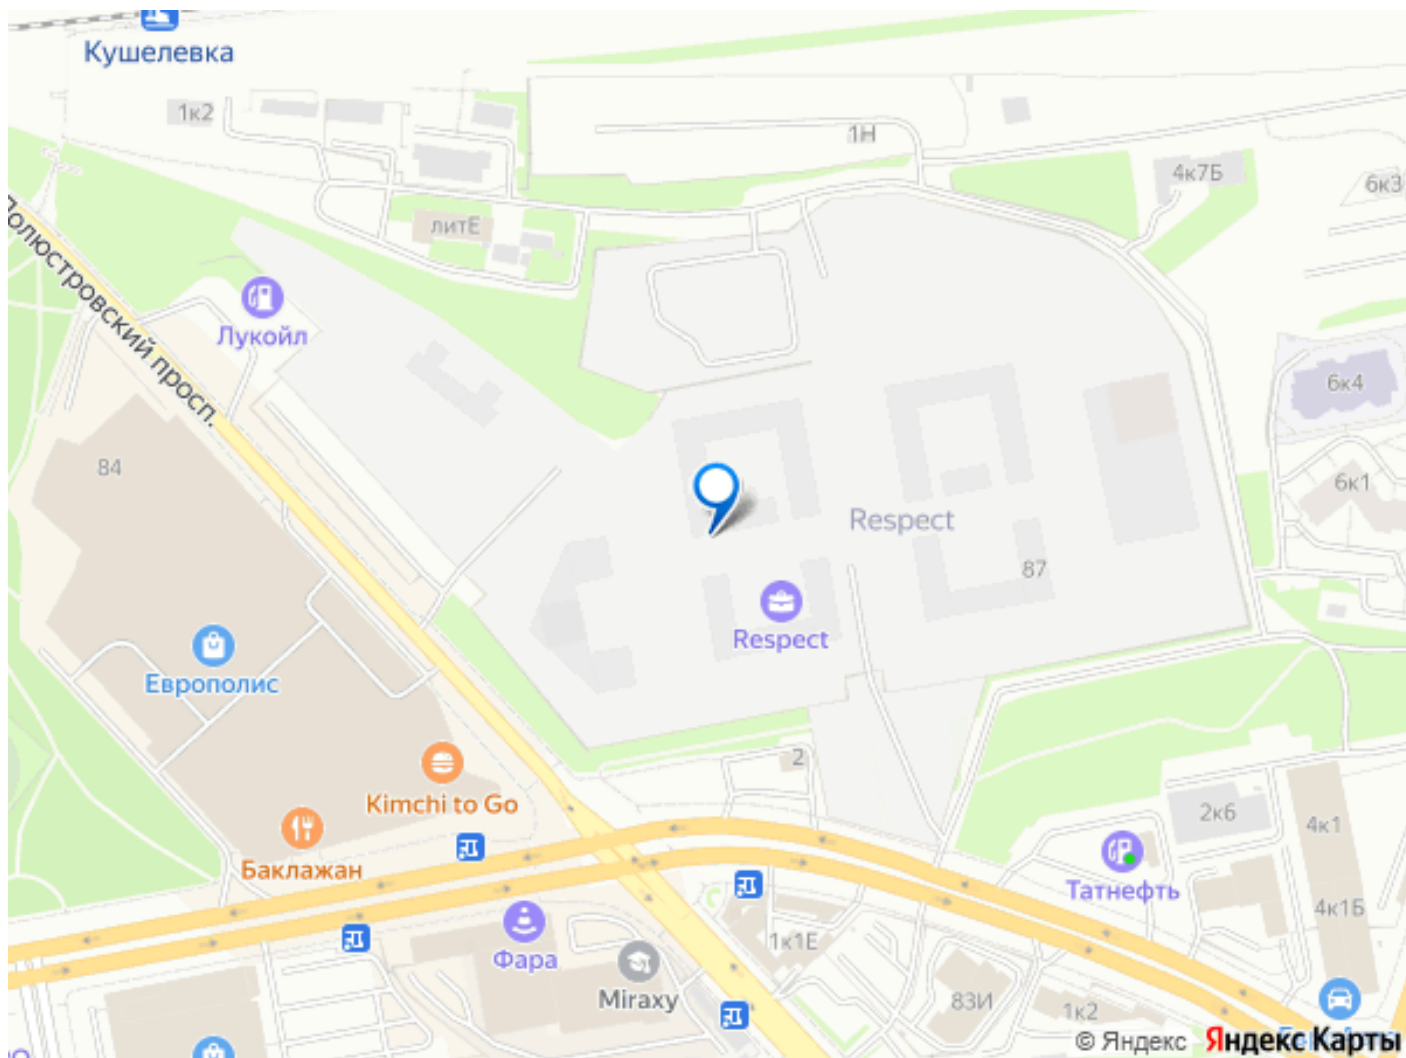 Кушелевка
1к2
1Н
4к7Б
6к3
литЕ
Полюстровский просп.
Лукойл
6к4
84
6к1
Respect
87
Respect
Европолис
2
Kimchi to Go
2к6
4к1
Баклажан
Татнефть
4к1Б
1к1Е
Фара
Miraxy
83И
1к2
© Яндекс Яндекс Карты